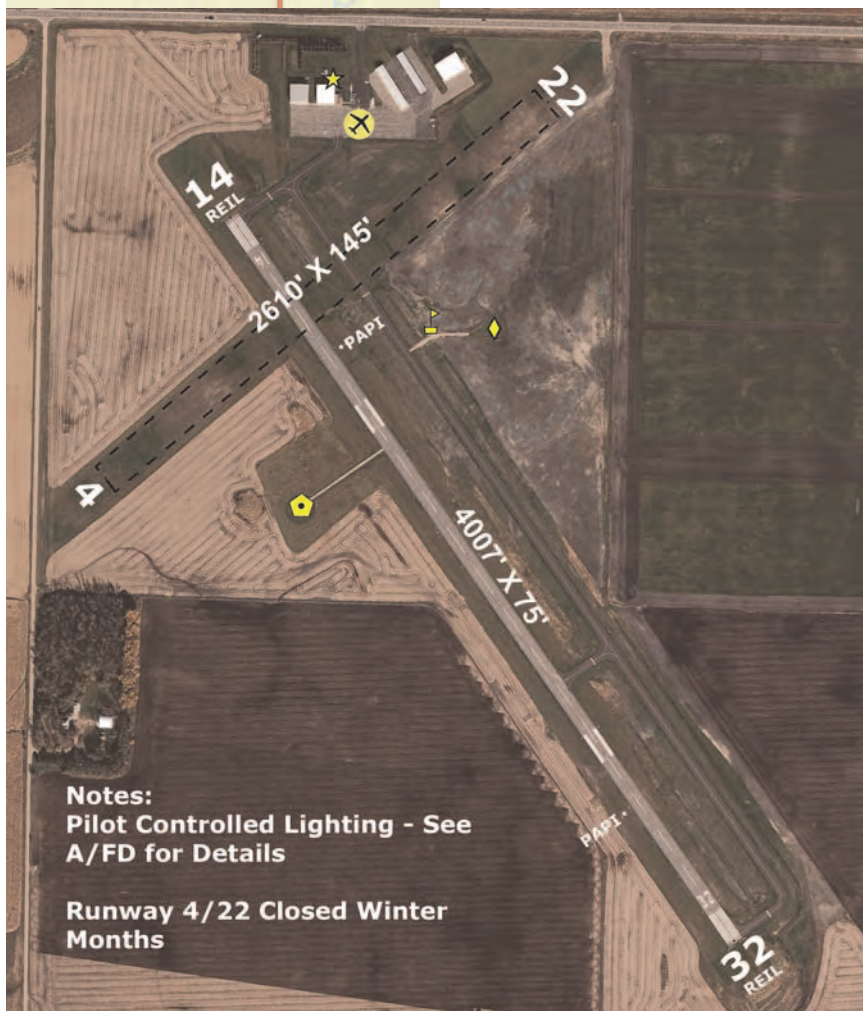 22
14
REIL
2610' X 145'
PAPI
4
4007' X 75'
Notes:
Pilot Controlled Lighting - See
A/FD for Details
Runway 4/22 Closed Winter
Months
PAPI
32
REIL